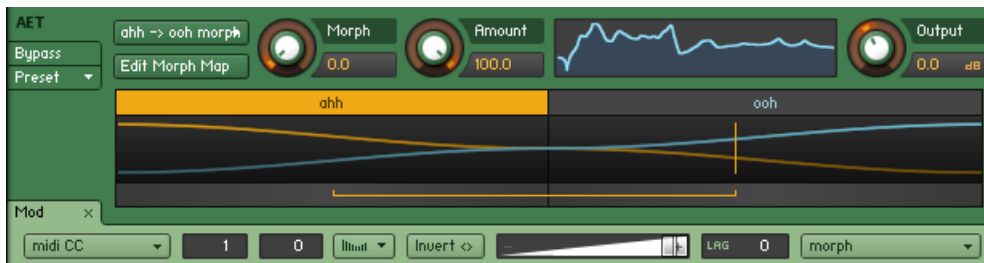 AET
ahh -> ooh morph
Morph
Amount
Output
Bypass
Edit Morph Map
0.0
100.0
0.0 dB
Preset
ahh
ooh
Mod ×
midi CC
1
0
Invert <>
LAG 0
morph